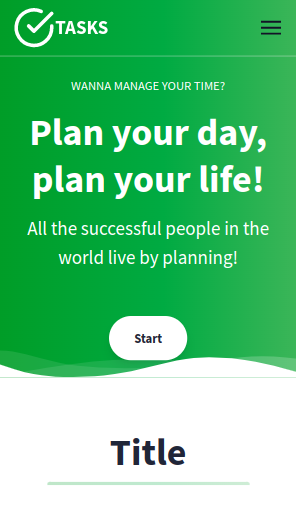 TASKS
WANNA MANAGE YOUR TIME?
Plan your day,
plan your life!
All the successful people in the
world live by planning!
Start
Title